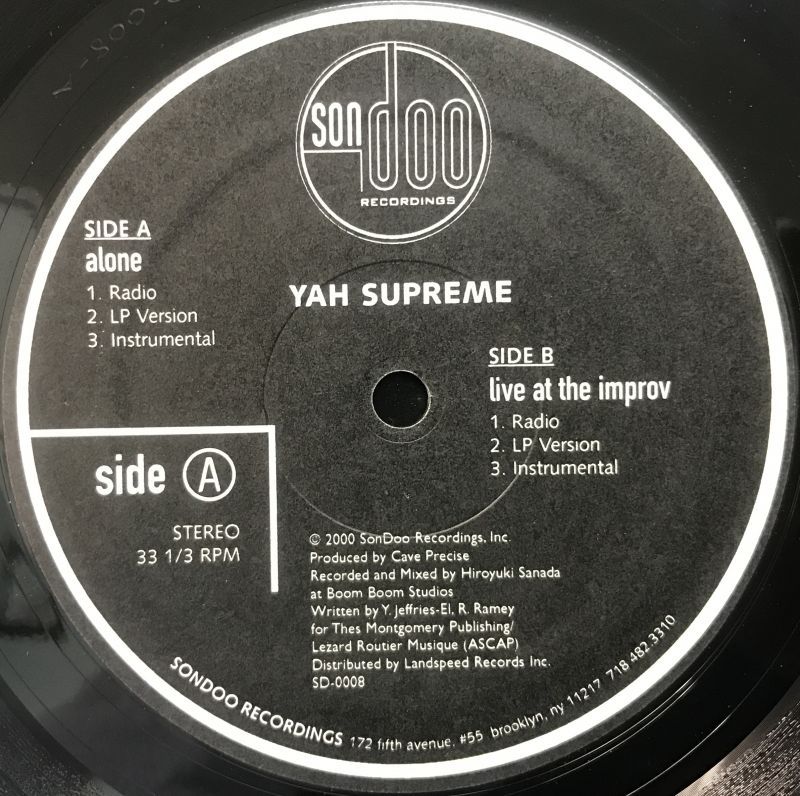 son doo
RECORDINGS
SIDE A
alone
1. Radio
2. LP Version
3. Instrumental
YAH SUPREME
SIDE B
live at the improv
1. Radio
2. LP Version
3. Instrumental
side A
STEREO
33 1/3 RPM
© 2000 SonDoo Recordings, Inc.
Produced by Cave Precise
Recorded and Mixed by Hiroyuki Sanada
at Boom Boom Studios
Written by Y. Jeffries-El, R. Ramey
for Thes Montgomery Publishing/
Lezard Routier Musique (ASCAP)
Distributed by Landspeed Records Inc.
SD-0008
SONDOO RECORDINGS 172 fifth avenue. #55 brooklyn, ny 11217 718 482.3310